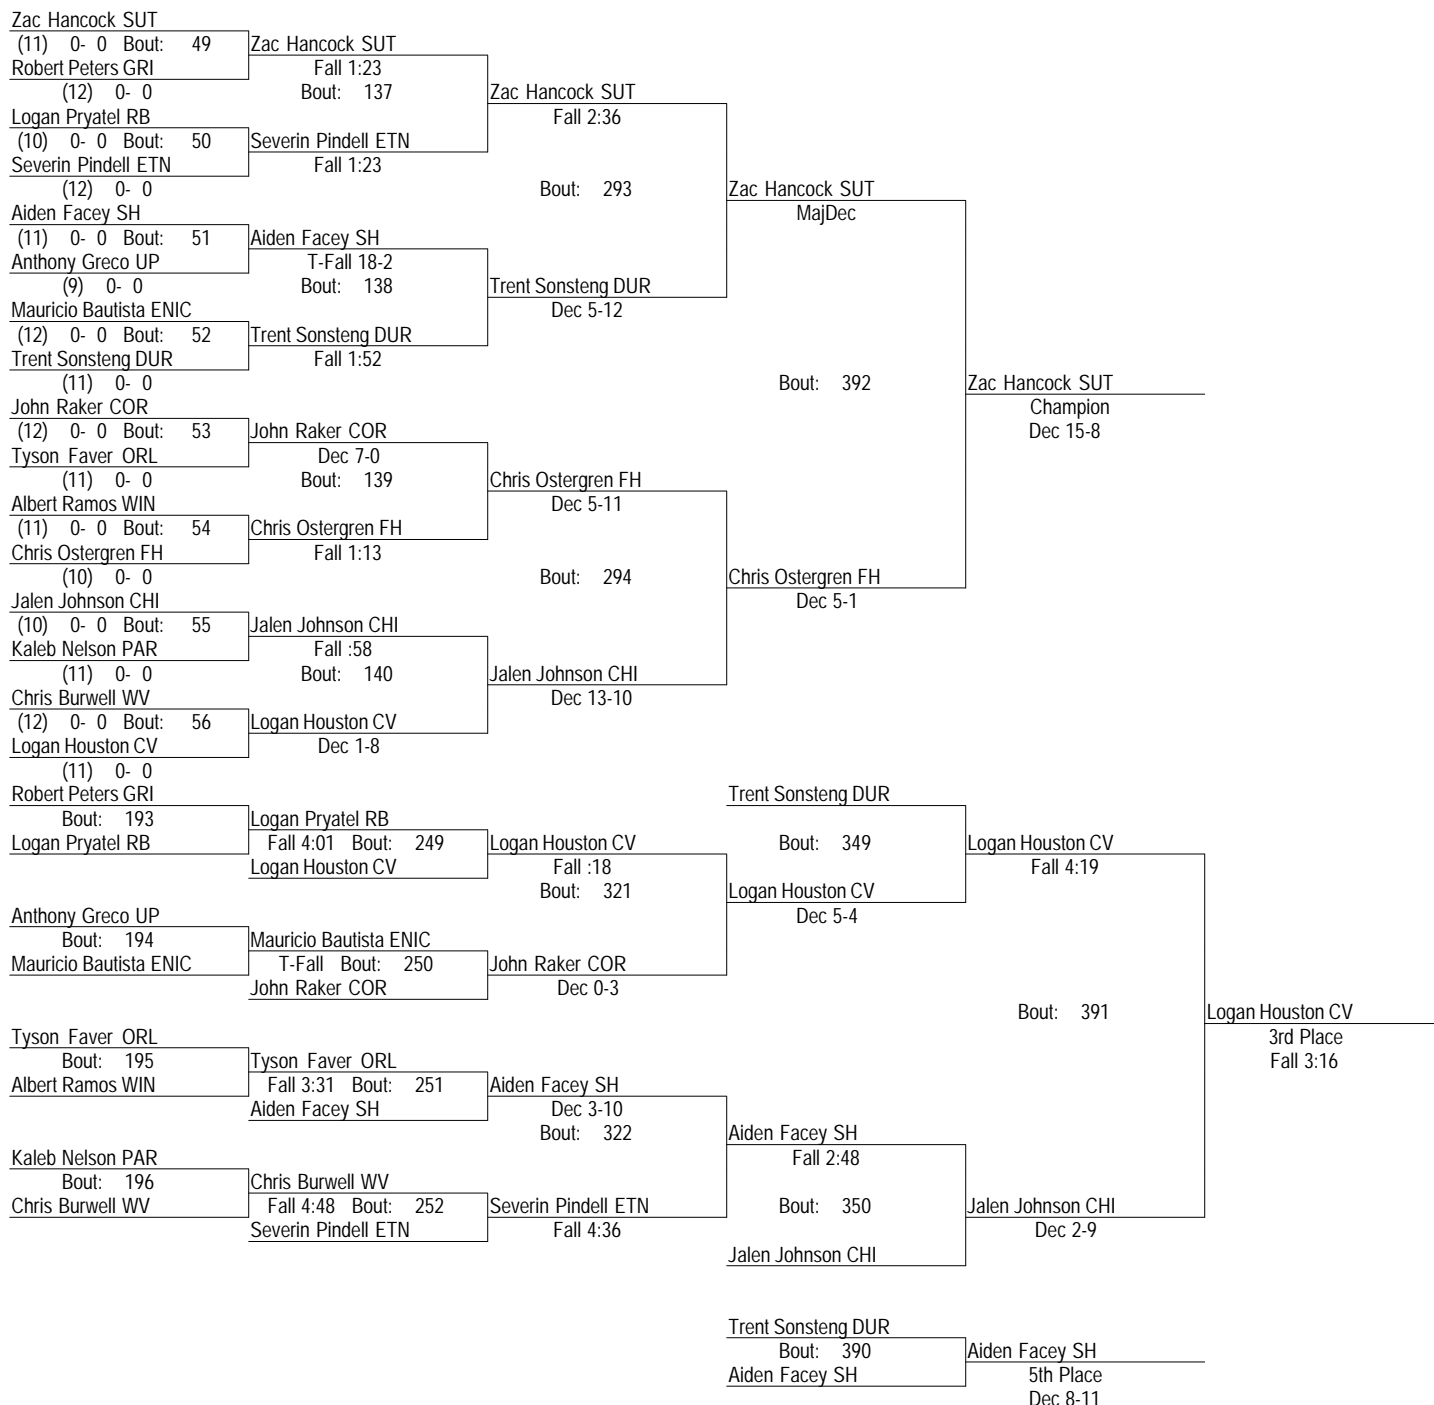 Zac Hancock SUT
(11) 0- 0 Bout: 49 Zac Hancock SUT
Robert Peters GRI Fall 1:23
(12) 0- 0 Bout: 137 Zac Hancock SUT
Logan Pryatel RB Fall 2:36
(10) 0- 0 Bout: 50 Severin Pindell ETN
Severin Pindell ETN Fall 1:23
(12) 0- 0 Bout: 293 Zac Hancock SUT
Aiden Facey SH MajDec
(11) 0- 0 Bout: 51 Aiden Facey SH
Anthony Greco UP T-Fall 18-2
(9) 0- 0 Bout: 138 Trent Sonsteng DUR
Mauricio Bautista ENIC Dec 5-12
(12) 0- 0 Bout: 52 Trent Sonsteng DUR
Trent Sonsteng DUR Fall 1:52
(11) 0- 0 Bout: 392 Zac Hancock SUT
John Raker COR Champion
(12) 0- 0 Bout: 53 John Raker COR Dec 15-8
Tyson Faver ORL Dec 7-0
(11) 0- 0 Bout: 139 Chris Ostergren FH
Albert Ramos WIN Dec 5-11
(11) 0- 0 Bout: 54 Chris Ostergren FH
Chris Ostergren FH Fall 1:13
(10) 0- 0 Bout: 294 Chris Ostergren FH
Jalen Johnson CHI Dec 5-1
(10) 0- 0 Bout: 55 Jalen Johnson CHI
Kaleb Nelson PAR Fall :58
(11) 0- 0 Bout: 140 Jalen Johnson CHI
Chris Burwell WV Dec 13-10
(12) 0- 0 Bout: 56 Logan Houston CV
Logan Houston CV Dec 1-8
(11) 0- 0
Robert Peters GRI Trent Sonsteng DUR
Bout: 193 Logan Pryatel RB
Logan Pryatel RB Fall 4:01 Bout: 249 Logan Houston CV Bout: 349 Logan Houston CV
Logan Houston CV Fall :18 Fall 4:19
Bout: 321 Logan Houston CV
Anthony Greco UP Dec 5-4
Bout: 194 Mauricio Bautista ENIC
Mauricio Bautista ENIC T-Fall Bout: 250 John Raker COR
John Raker COR Dec 0-3
Bout: 391 Logan Houston CV
Tyson Faver ORL 3rd Place
Bout: 195 Tyson Faver ORL Fall 3:16
Albert Ramos WIN Fall 3:31 Bout: 251 Aiden Facey SH
Aiden Facey SH Dec 3-10
Bout: 322 Aiden Facey SH
Kaleb Nelson PAR Fall 2:48
Bout: 196 Chris Burwell WV
Chris Burwell WV Fall 4:48 Bout: 252 Severin Pindell ETN Bout: 350 Jalen Johnson CHI
Severin Pindell ETN Fall 4:36 Dec 2-9
Jalen Johnson CHI
Trent Sonsteng DUR
Bout: 390 Aiden Facey SH
Aiden Facey SH 5th Place
Dec 8-11